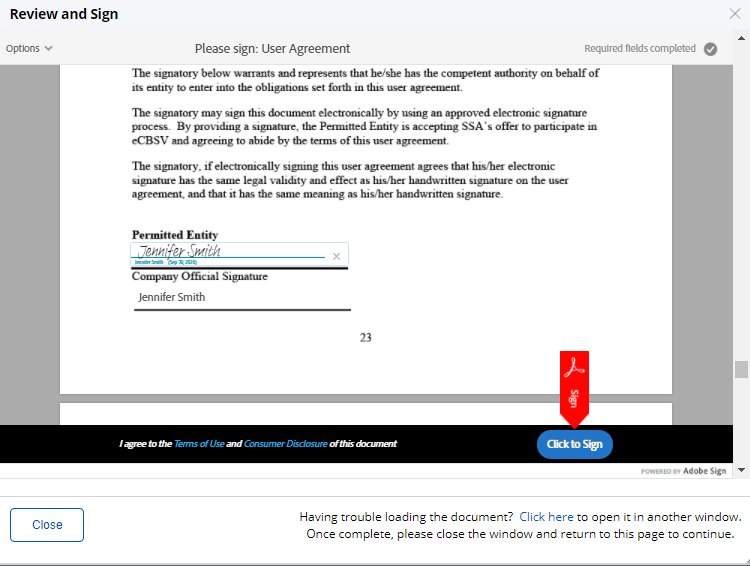 Review and Sign
Options
Please sign: User Agreement
Required fields completed
The signatory below warrants and represents that he/she has the competent authority on behalf of
its entity to enter into the obligations set forth in this user agreement.
The signatory may sign this document electronically by using an approved electronic signature
process. By providing a signature, the Permitted Entity is accepting SSA's offer to participate in
eCBSV and agreeing to abide by the terms of this user agreement.
The signatory, if electronically signing this user agreement agrees that his/her electronic
signature has the same legal validity and effect as his/her handwritten signature on the user
agreement, and that it has the same meaning as his/her handwritten signature.
Permitted Entity
Jennifer Smith
Jennifer Smith (Sep 30, 2020)
Company Official Signature
Jennifer Smith
23
Sign
I agree to the Terms of Use and Consumer Disclosure of this document
Click to Sign
POWERED BY Adobe Sign
Close
Having trouble loading the document? Click here to open it in another window.
Once complete, please close the window and return to this page to continue.